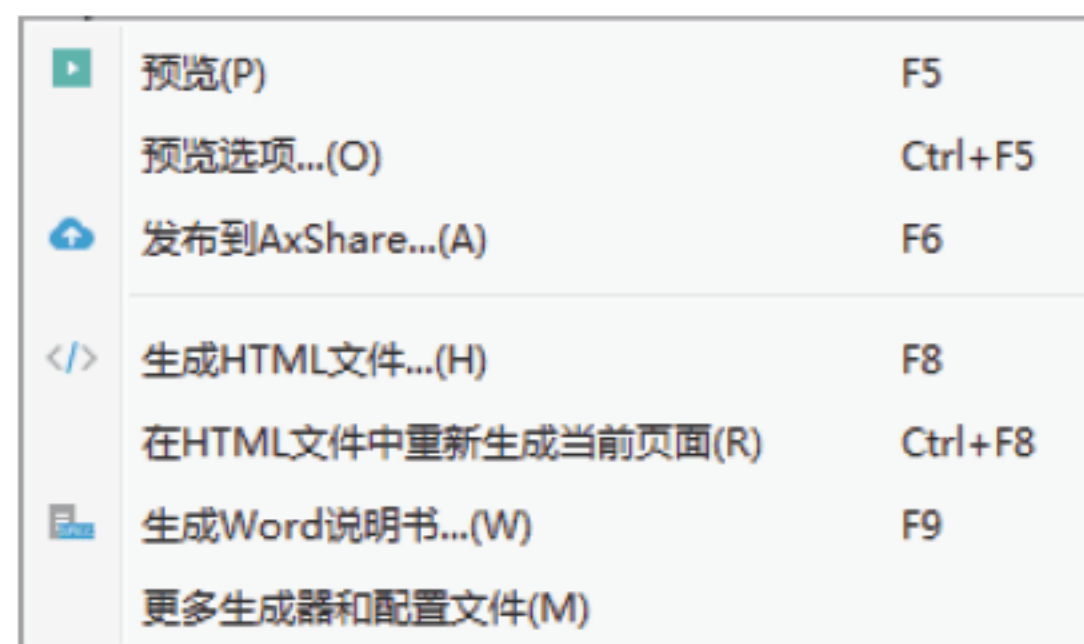 预览(P) F5
预览选项...(O) Ctrl+F5
发布到AxShare...(A) F6
生成HTML文件...(H) F8
在HTML文件中重新生成当前页面(R) Ctrl+F8
生成Word说明书...(W) F9
更多生成器和配置文件(M)